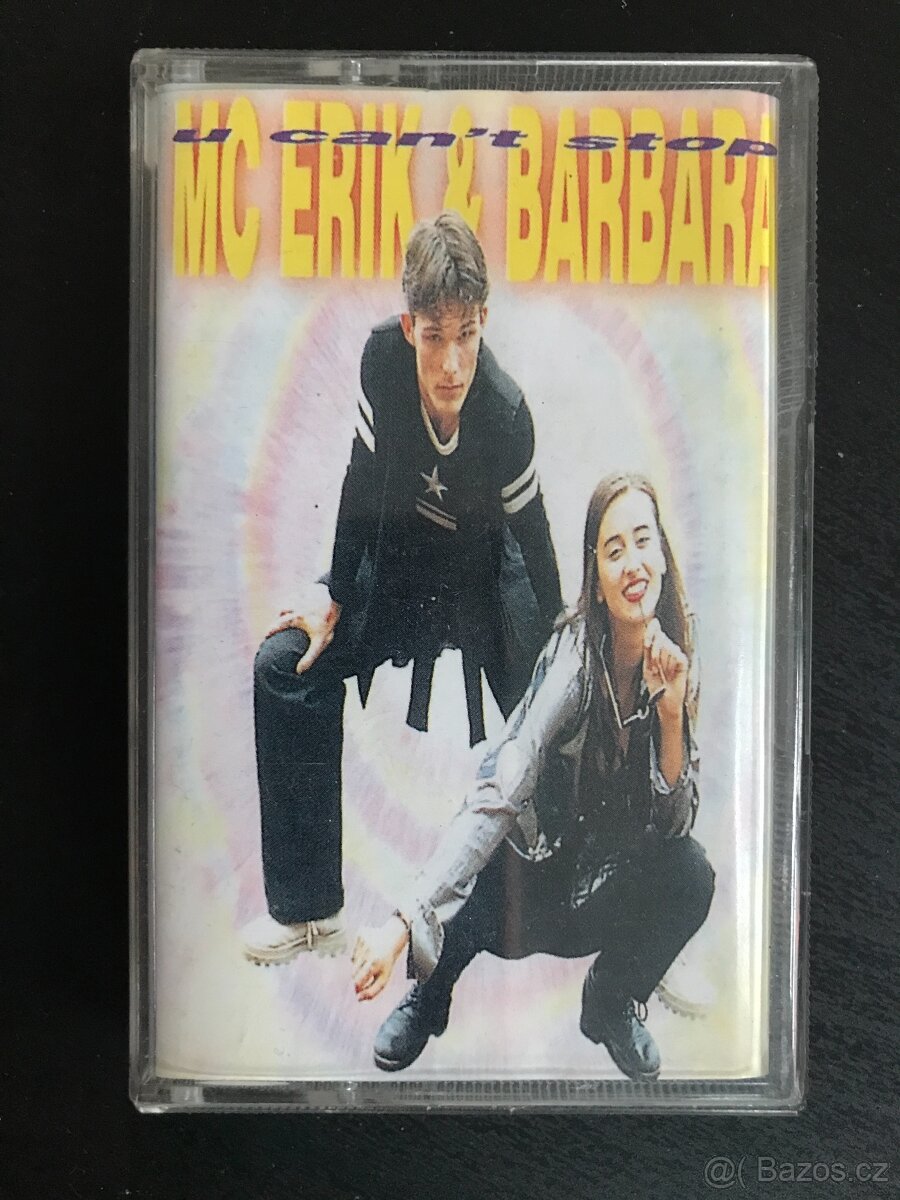 u can't stop
MC ERIK & BARBARA
@( Bazos.cz